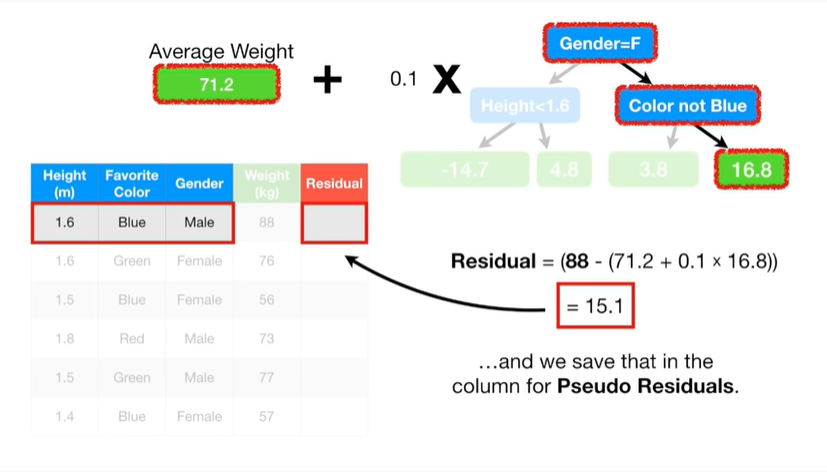 Average Weight
71.2
+
0.1
X
Gender=F
Height<1.6
Color not Blue
-14.7
4.8
3.8
16.8
Height (m) Favorite Color Gender Weight (kg) Residual
1.6 Blue Male 88
1.6 Green Female 76
1.5 Blue Female 56
1.8 Red Male 73
1.5 Green Male 77
1.4 Blue Female 57
Residual = (88 - (71.2 + 0.1 × 16.8))
= 15.1
…and we save that in the
column for Pseudo Residuals.